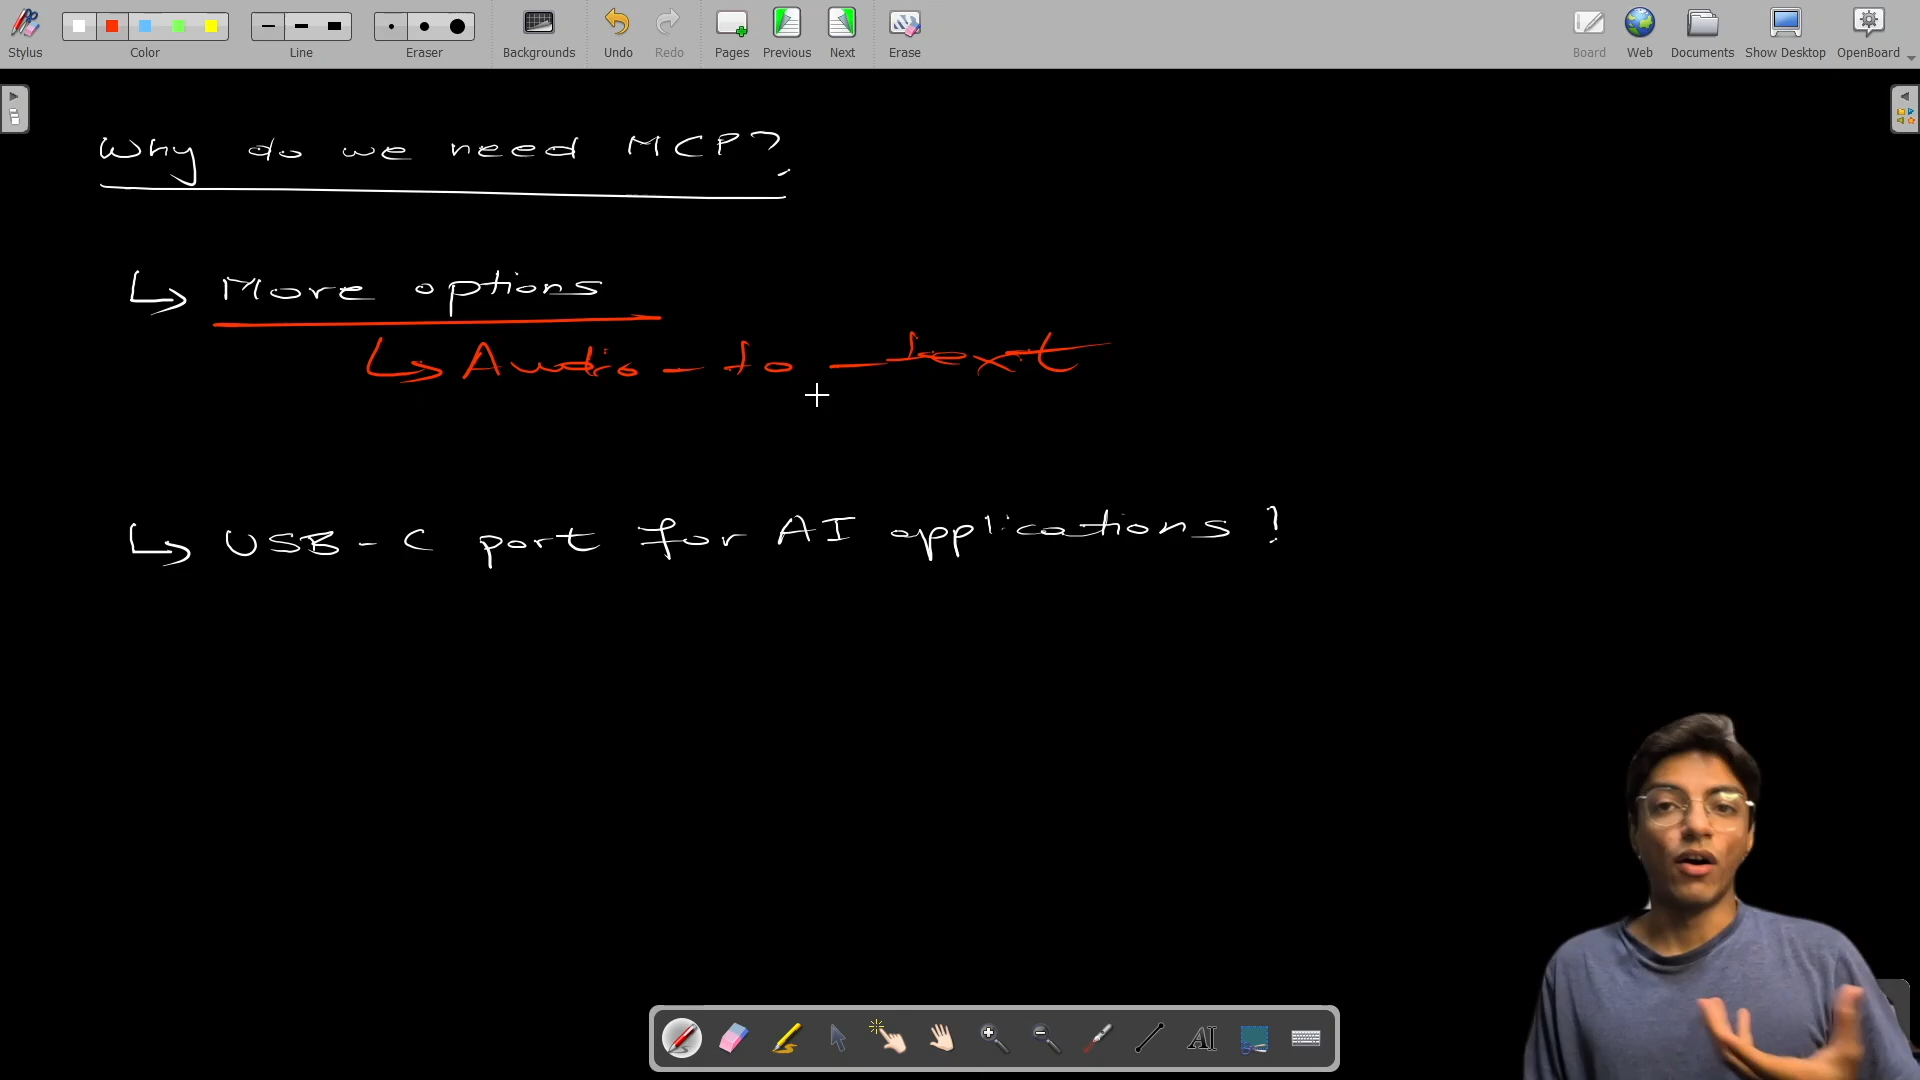 Stylus
Color
Line
Eraser
Backgrounds
Undo
Redo
Pages
Previous
Next
Erase
Board
Web
Documents
Show Desktop
OpenBoard
Why do we need MCP?
↳ More options
↳ Audio - to - text
↳ USB - C port for AI applications ?
AI